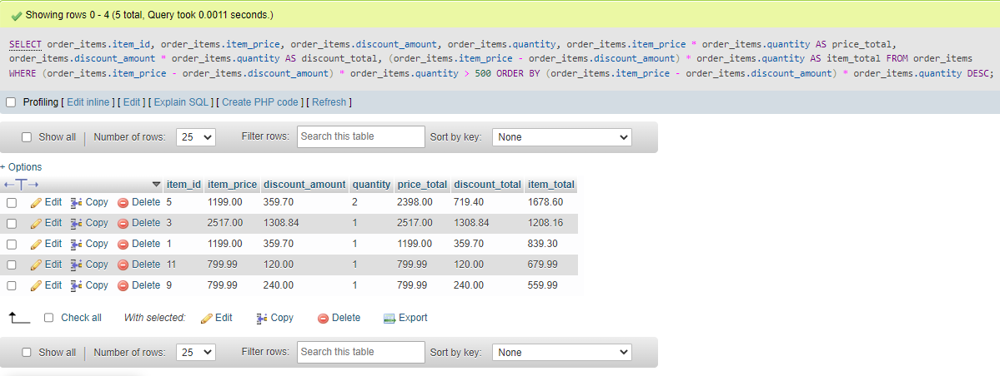 Showing rows 0 - 4 (5 total, Query took 0.0011 seconds.)
SELECT order_items.item_id, order_items.item_price, order_items.discount_amount, order_items.quantity, order_items.item_price * order_items.quantity AS price_total,
order_items.discount_amount * order_items.quantity AS discount_total, (order_items.item_price - order_items.discount_amount) * order_items.quantity AS item_total FROM order_items
WHERE (order_items.item_price - order_items.discount_amount) * order_items.quantity > 500 ORDER BY (order_items.item_price - order_items.discount_amount) * order_items.quantity DESC;
Profiling [ Edit inline ] [ Edit ] [ Explain SQL ] [ Create PHP code ] [ Refresh ]
Show all | Number of rows: 25 Filter rows: Search this table Sort by key: None
+ Options
←T→ item_id item_price discount_amount quantity price_total discount_total item_total
Edit Copy Delete 5 1199.00 359.70 2 2398.00 719.40 1678.60
Edit Copy Delete 3 2517.00 1308.84 1 2517.00 1308.84 1208.16
Edit Copy Delete 1 1199.00 359.70 1 1199.00 359.70 839.30
Edit Copy Delete 11 799.99 120.00 1 799.99 120.00 679.99
Edit Copy Delete 9 799.99 240.00 1 799.99 240.00 559.99
Check all With selected: Edit Copy Delete Export
Show all | Number of rows: 25 Filter rows: Search this table Sort by key: None